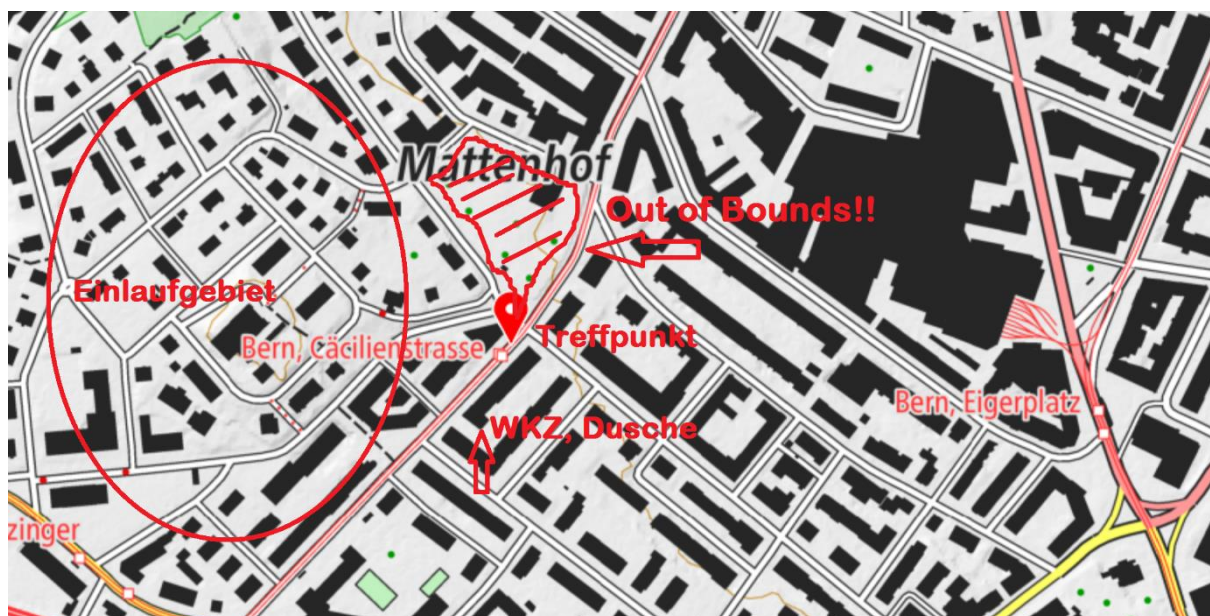 Mattenhof
Out of Bounds!!
Einlaufgebiet
Treffpunkt
Bern, Cäcilienstrasse
Bern, Eigerplatz
WKZ, Dusche
zinger